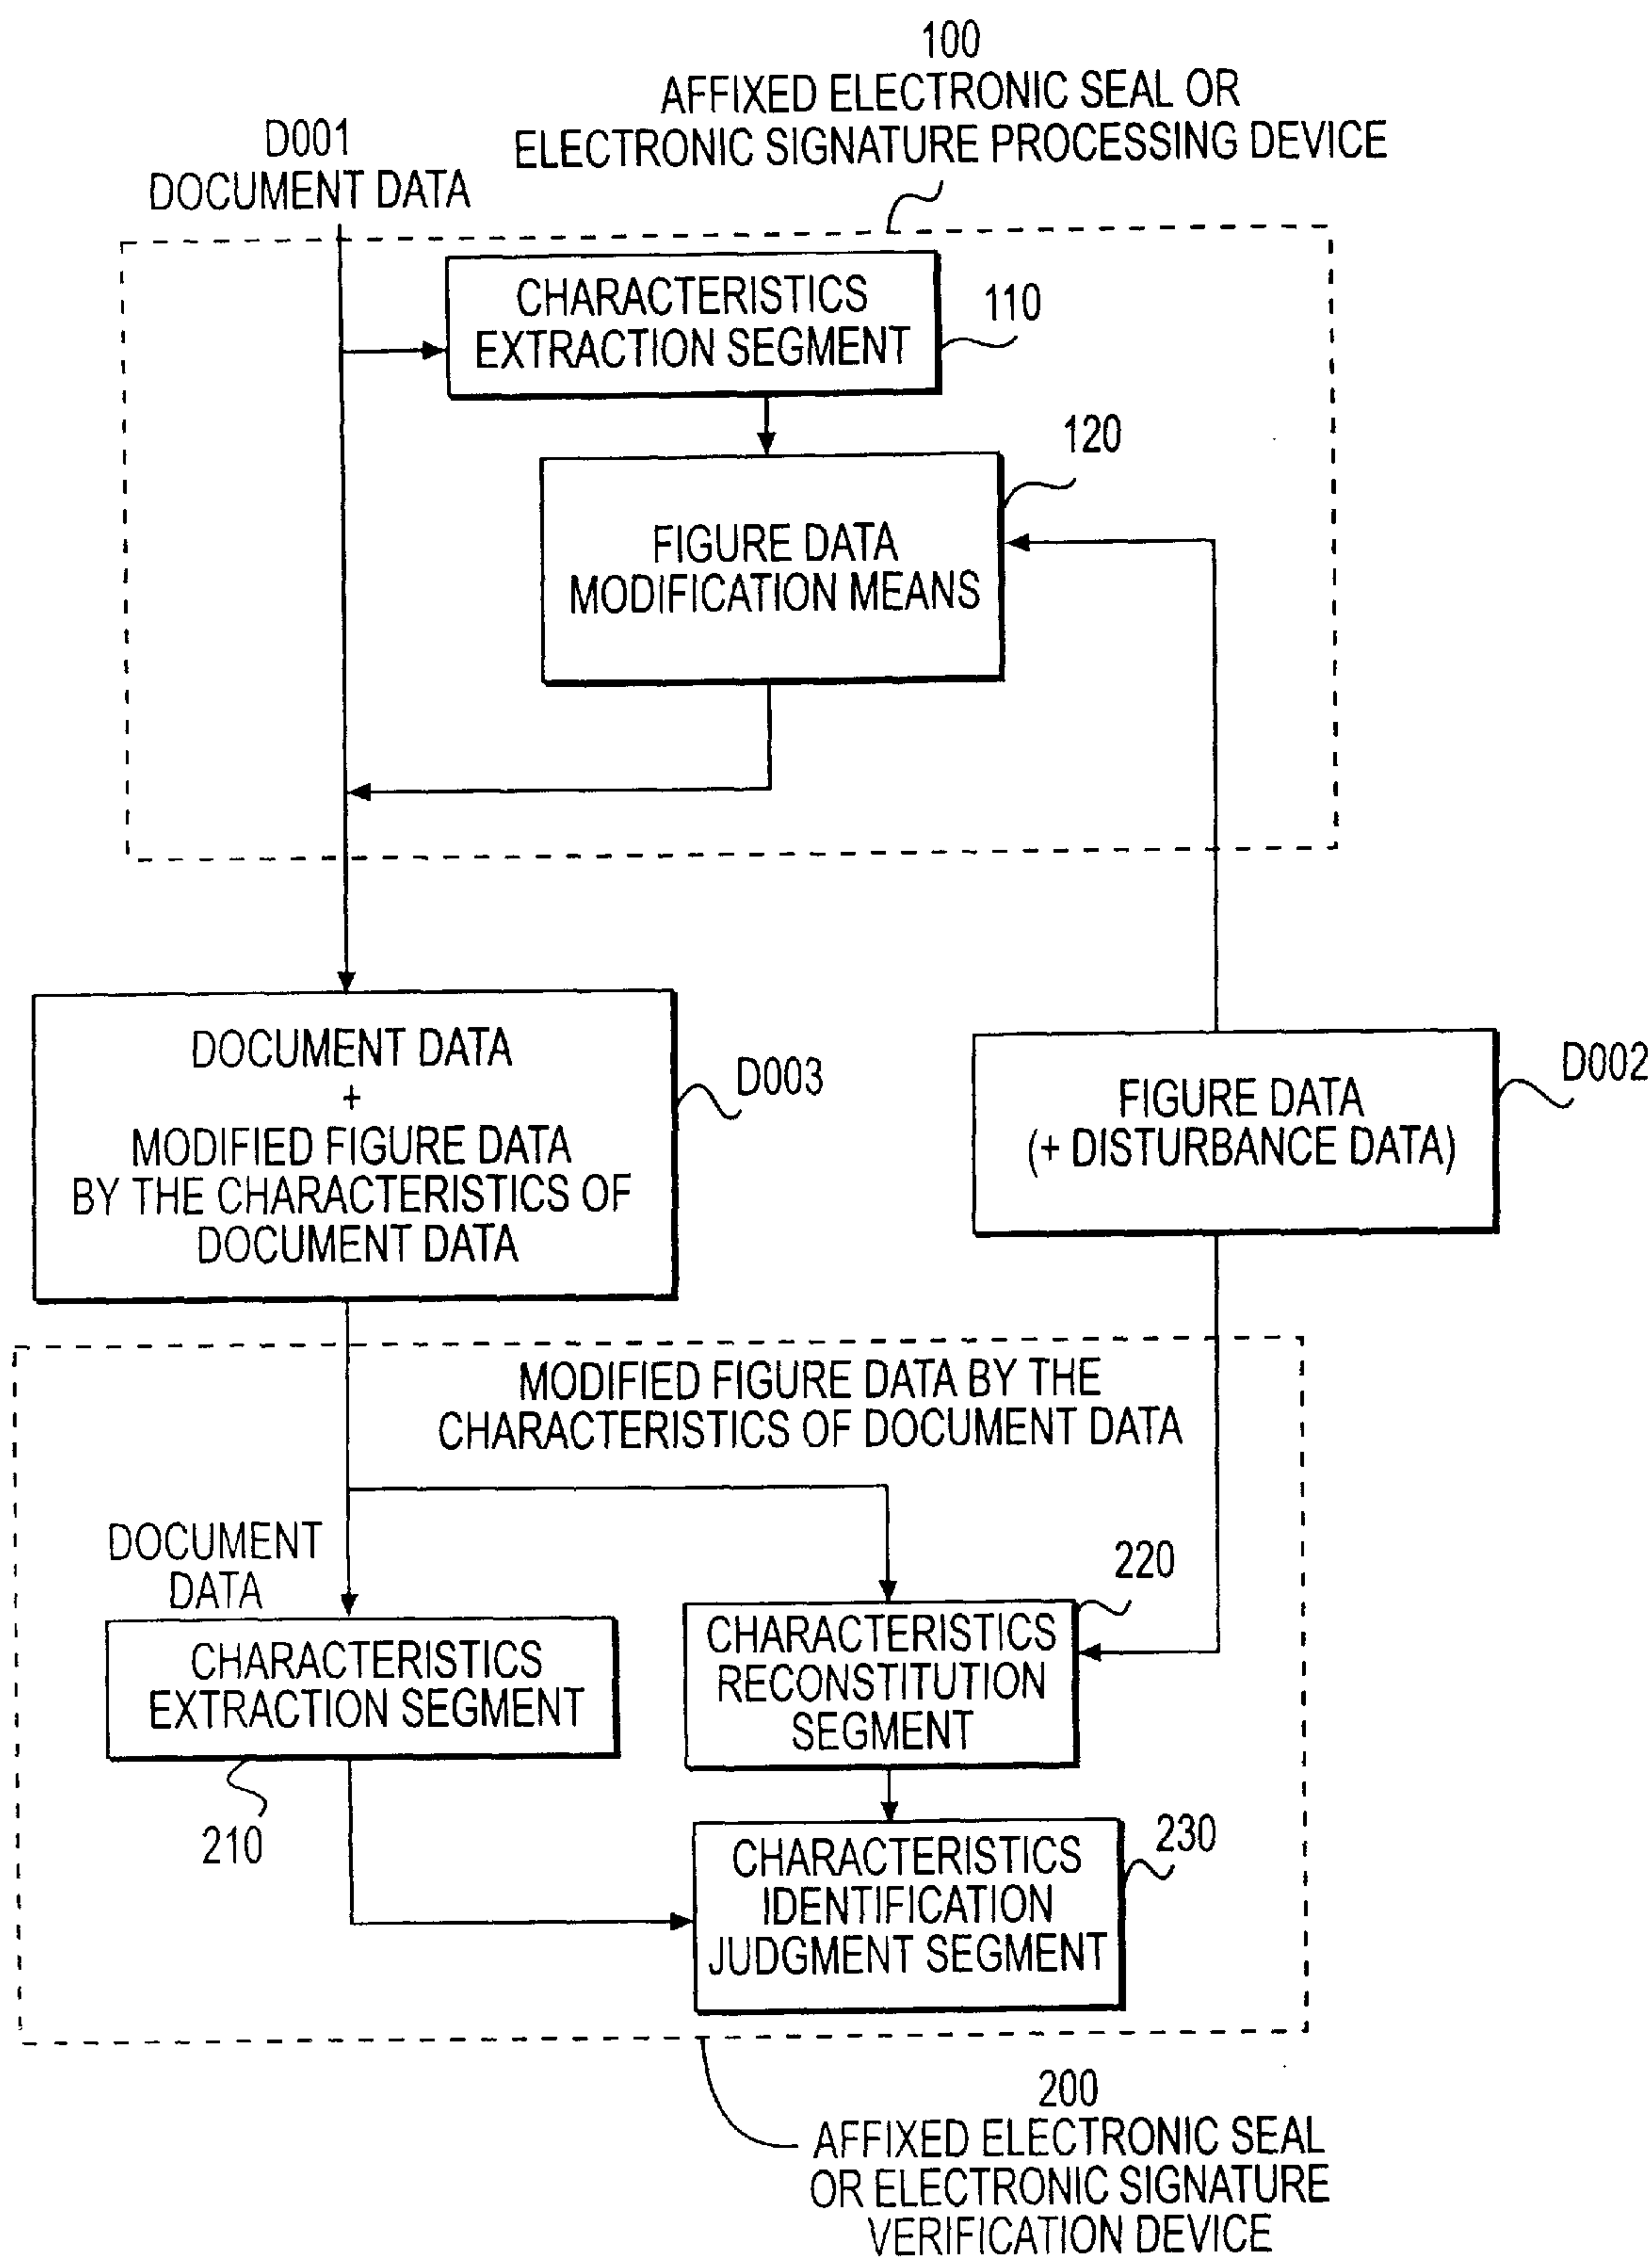 100
AFFIXED ELECTRONIC SEAL OR
ELECTRONIC SIGNATURE PROCESSING DEVICE
D001
DOCUMENT DATA
CHARACTERISTICS
EXTRACTION SEGMENT
110
120
FIGURE DATA
MODIFICATION MEANS
DOCUMENT DATA
+
MODIFIED FIGURE DATA
BY THE CHARACTERISTICS OF
DOCUMENT DATA
D003
FIGURE DATA
(+ DISTURBANCE DATA)
D002
MODIFIED FIGURE DATA BY THE
CHARACTERISTICS OF DOCUMENT DATA
DOCUMENT
DATA
CHARACTERISTICS
EXTRACTION SEGMENT
210
220
CHARACTERISTICS
RECONSTITUTION
SEGMENT
230
CHARACTERISTICS
IDENTIFICATION
JUDGMENT SEGMENT
200
AFFIXED ELECTRONIC SEAL
OR ELECTRONIC SIGNATURE
VERIFICATION DEVICE